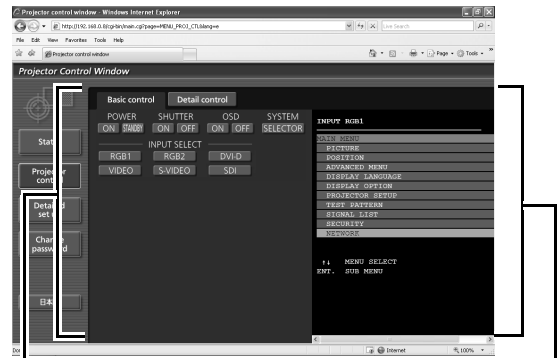 Projector control window - Windows Internet Explorer
http://192.168.0.8/cgi-bin/main.cgi?page=MENU_PROJ_CTL&lang=e
Live Search
File Edit View Favorites Tools Help
Projector control window
Page Tools
Projector Control Window
Basic control Detail control
POWER SHUTTER OSD SYSTEM
ON STANDBY ON OFF ON OFF SELECTOR
INPUT SELECT
RGB1 RGB2 DVI-D
VIDEO S-VIDEO SDI
Projector
control
Detailed
set
Change
password
日本
INPUT RGB1
MAIN MENU
PICTURE
POSITION
ADVANCED MENU
DISPLAY LANGUAGE
DISPLAY OPTION
PROJECTOR SETUP
TEST PATTERN
SIGNAL LIST
SECURITY
NETWORK
↑↓ MENU SELECT
ENT. SUB MENU
Internet 100%